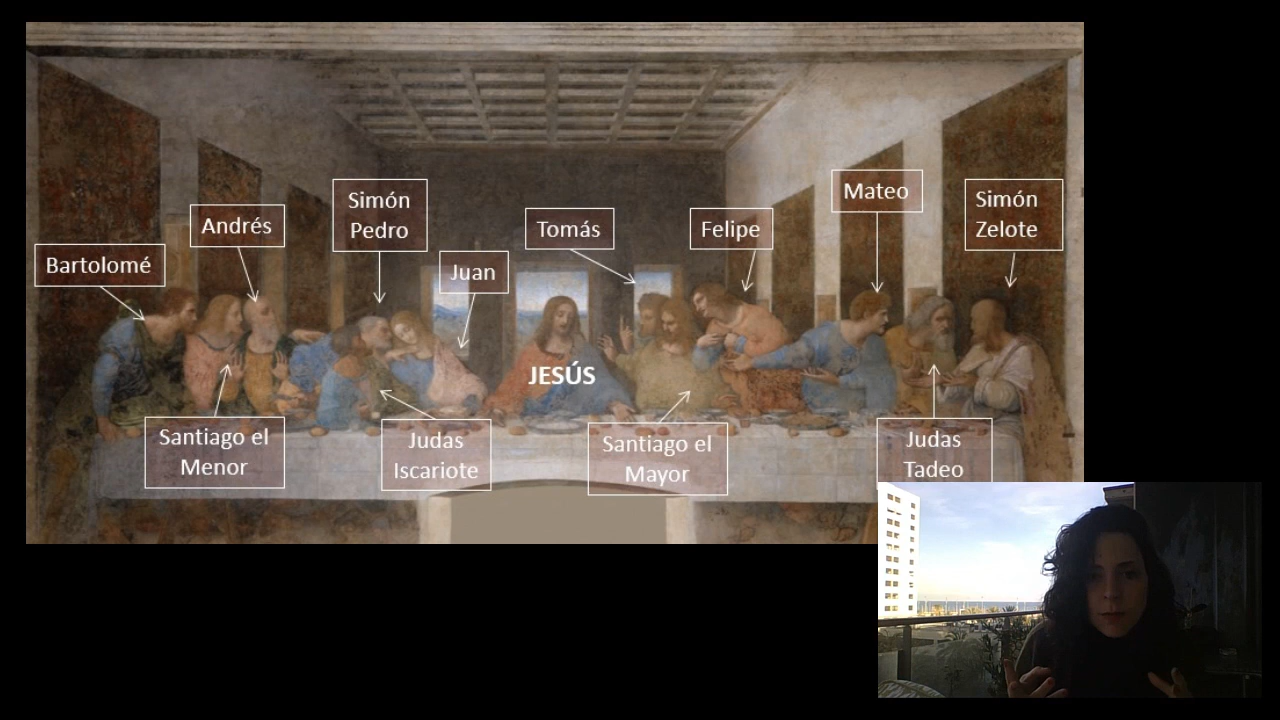 Mateo
Simón
Zelote
Simón
Pedro
Andrés
Tomás
Felipe
Bartolomé
Juan
JESÚS
Santiago el
Menor
Judas
Iscariote
Santiago el
Mayor
Judas
Tadeo